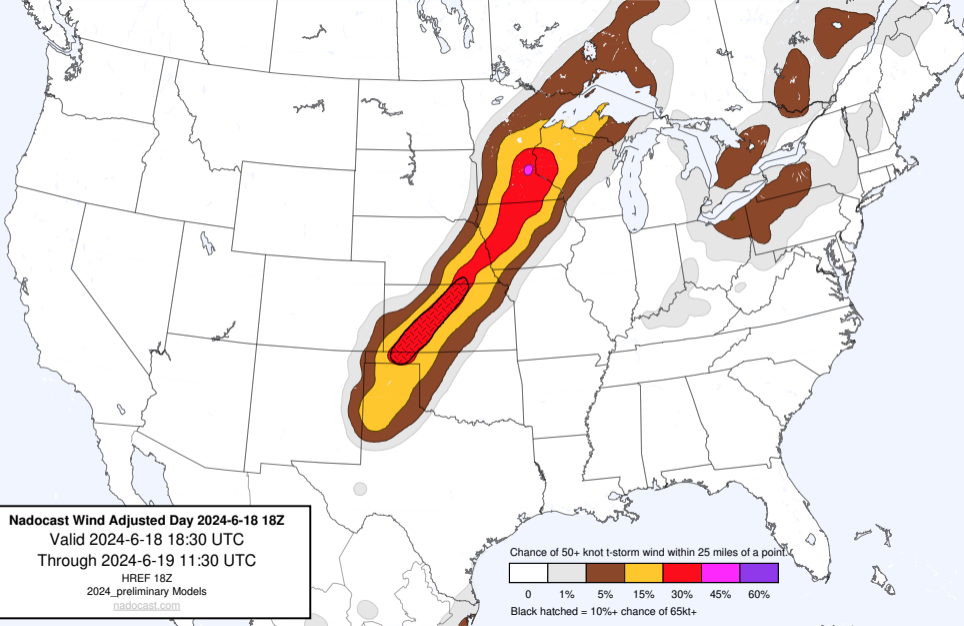 Nadocast Wind Adjusted Day 2024-6-18 18Z
Valid 2024-6-18 18:30 UTC
Through 2024-6-19 11:30 UTC
HREF 18Z
2024_preliminary Models
nadocast.com
Chance of 50+ knot t-storm wind within 25 miles of a point.
0 1% 5% 15% 30% 45% 60%
Black hatched = 10%+ chance of 65kt+